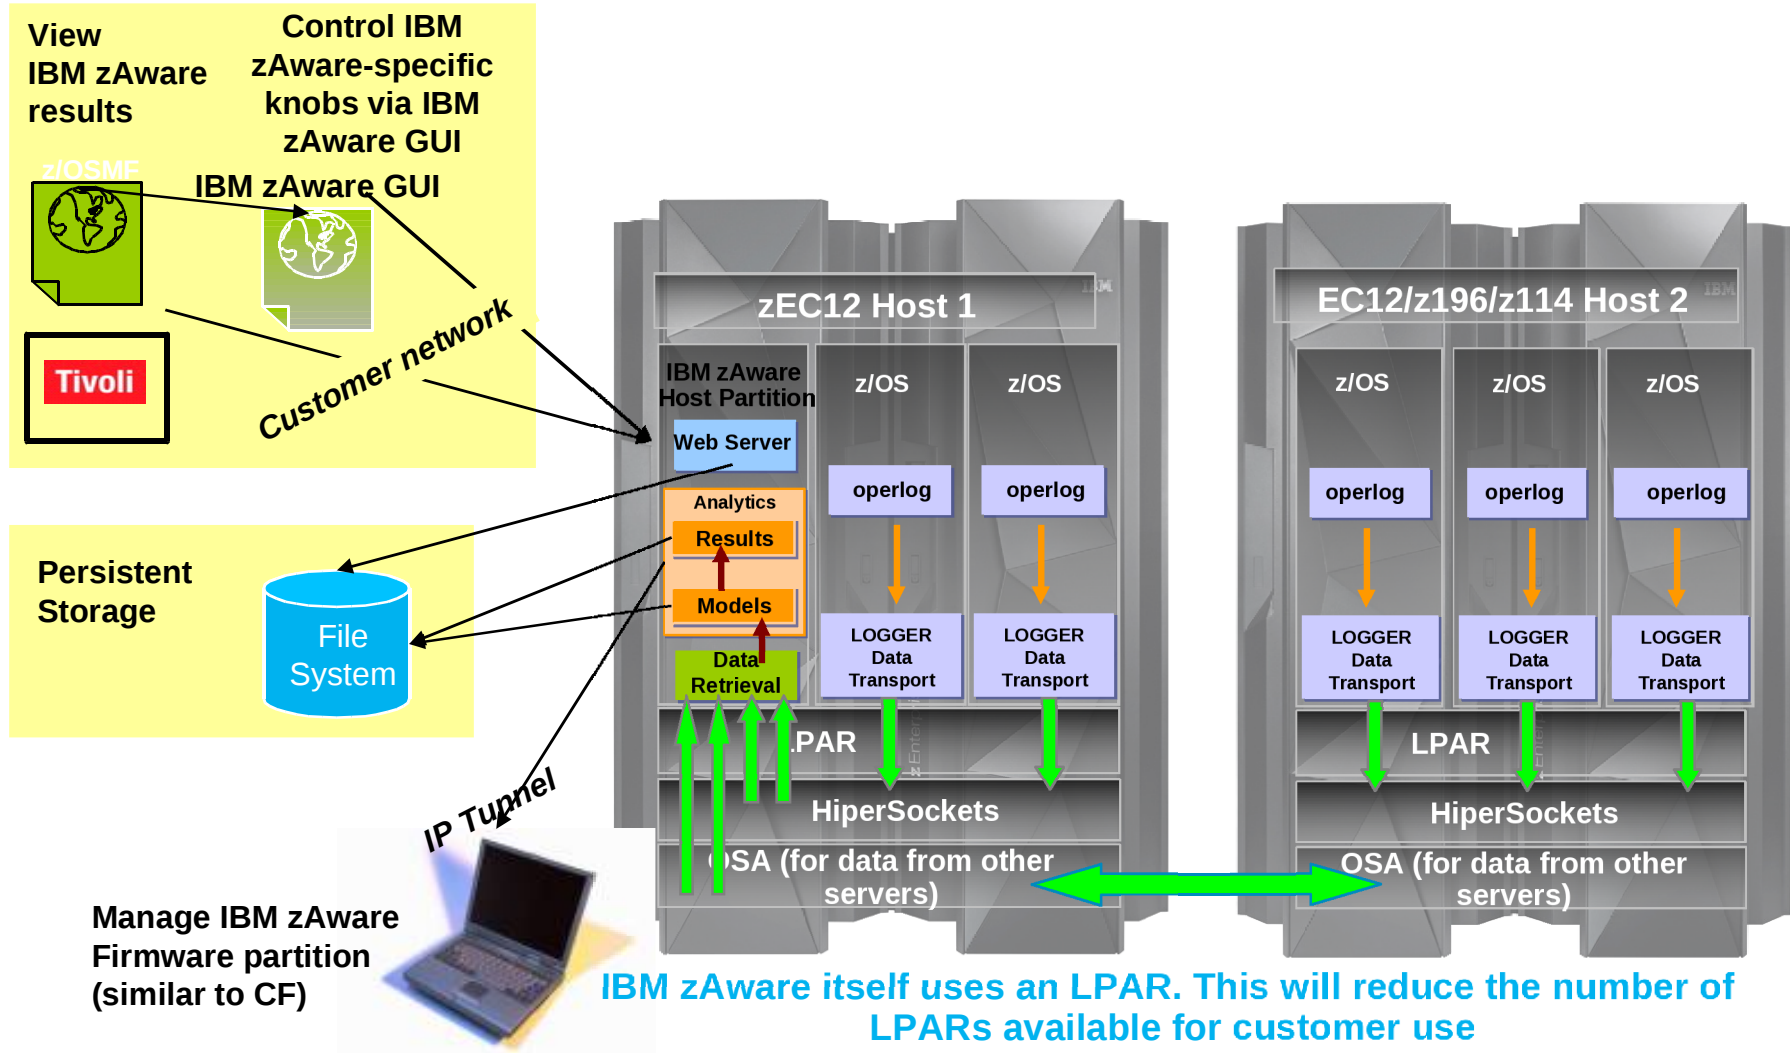 View
IBM zAware
results
Control IBM
zAware-specific
knobs via IBM
zAware GUI
z/OSMF
IBM zAware GUI
Tivoli
Customer network
Persistent
Storage
File
System
IP Tunnel
Manage IBM zAware
Firmware partition
(similar to CF)
IBM
zEC12 Host 1
IBM zAware
Host Partition
Web Server
Analytics
Results
Models
Data
Retrieval
z/OS
operlog
LOGGER
Data
Transport
z/OS
operlog
LOGGER
Data
Transport
LPAR
HiperSockets
OSA (for data from other
servers)
IBM
EC12/z196/z114 Host 2
z/OS
operlog
LOGGER
Data
Transport
z/OS
operlog
LOGGER
Data
Transport
z/OS
operlog
LOGGER
Data
Transport
LPAR
HiperSockets
OSA (for data from other
servers)
IBM zAware itself uses an LPAR. This will reduce the number of
LPARs available for customer use